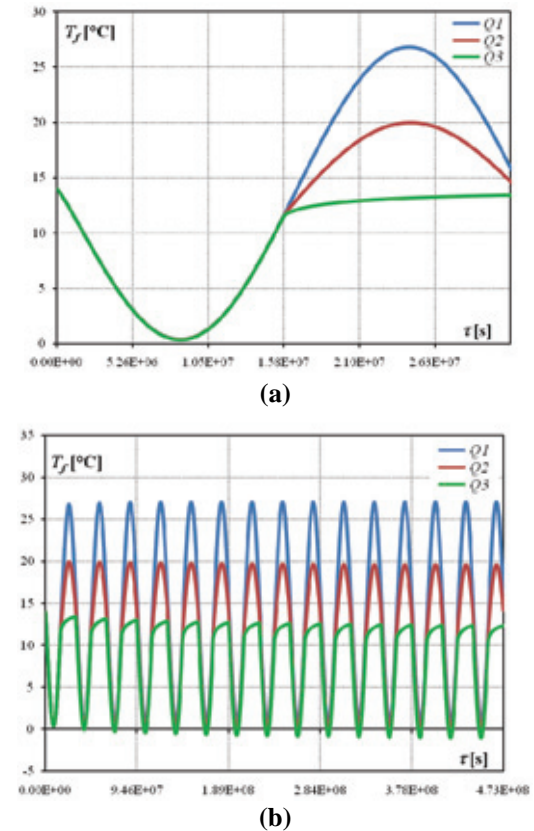 30
T_f [°C]
Q1
Q2
Q3
25
20
15
10
5
0
τ [s]
0.00E+00 5.26E+06 1.05E+07 1.58E+07 2.10E+07 2.63E+07
(a)
35
T_f [°C]
Q1
Q2
Q3
30
25
20
15
10
5
0
τ [s]
-5
0.00E+00 9.46E+07 1.89E+08 2.84E+08 3.78E+08 4.73E+08
(b)